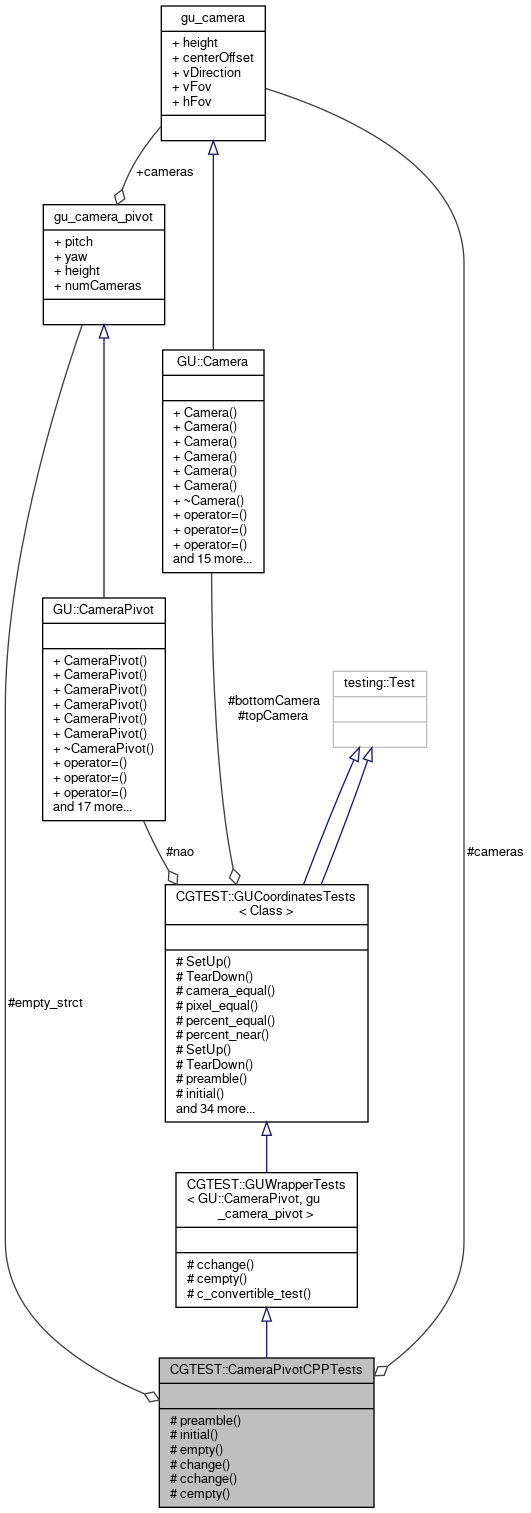 gu_camera
+ height
+ centerOffset
+ vDirection
+ vFov
+ hFov
+cameras
gu_camera_pivot
+ pitch
+ yaw
+ height
+ numCameras
GU::Camera
+ Camera()
+ Camera()
+ Camera()
+ Camera()
+ Camera()
+ Camera()
+ ~Camera()
+ operator=()
+ operator=()
+ operator=()
and 15 more...
GU::CameraPivot
+ CameraPivot()
+ CameraPivot()
+ CameraPivot()
+ CameraPivot()
+ CameraPivot()
+ CameraPivot()
+ ~CameraPivot()
+ operator=()
+ operator=()
+ operator=()
and 17 more...
#bottomCamera
#topCamera
testing::Test
#nao
#cameras
CGTEST::GUCoordinatesTests
< Class >
# SetUp()
# TearDown()
# camera_equal()
# pixel_equal()
# percent_equal()
# percent_near()
# SetUp()
# TearDown()
# preamble()
# initial()
and 34 more...
#empty_strct
CGTEST::GUWrapperTests
< GU::CameraPivot, gu
_camera_pivot >
# cchange()
# cempty()
# c_convertible_test()
CGTEST::CameraPivotCPPTests
# preamble()
# initial()
# empty()
# change()
# cchange()
# cempty()